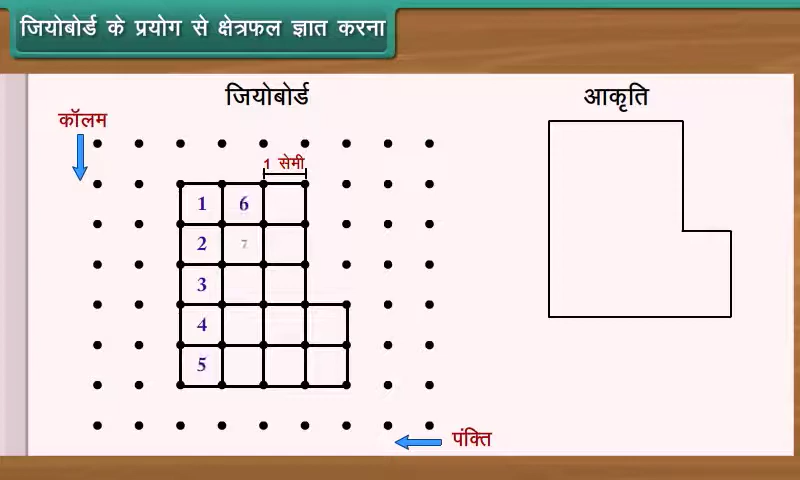 जियोबोर्ड के प्रयोग से क्षेत्रफल ज्ञात करना
जियोबोर्ड
आकृति
कॉलम
1 सेमी
1 6
2 7
3
4
5
पंक्ति